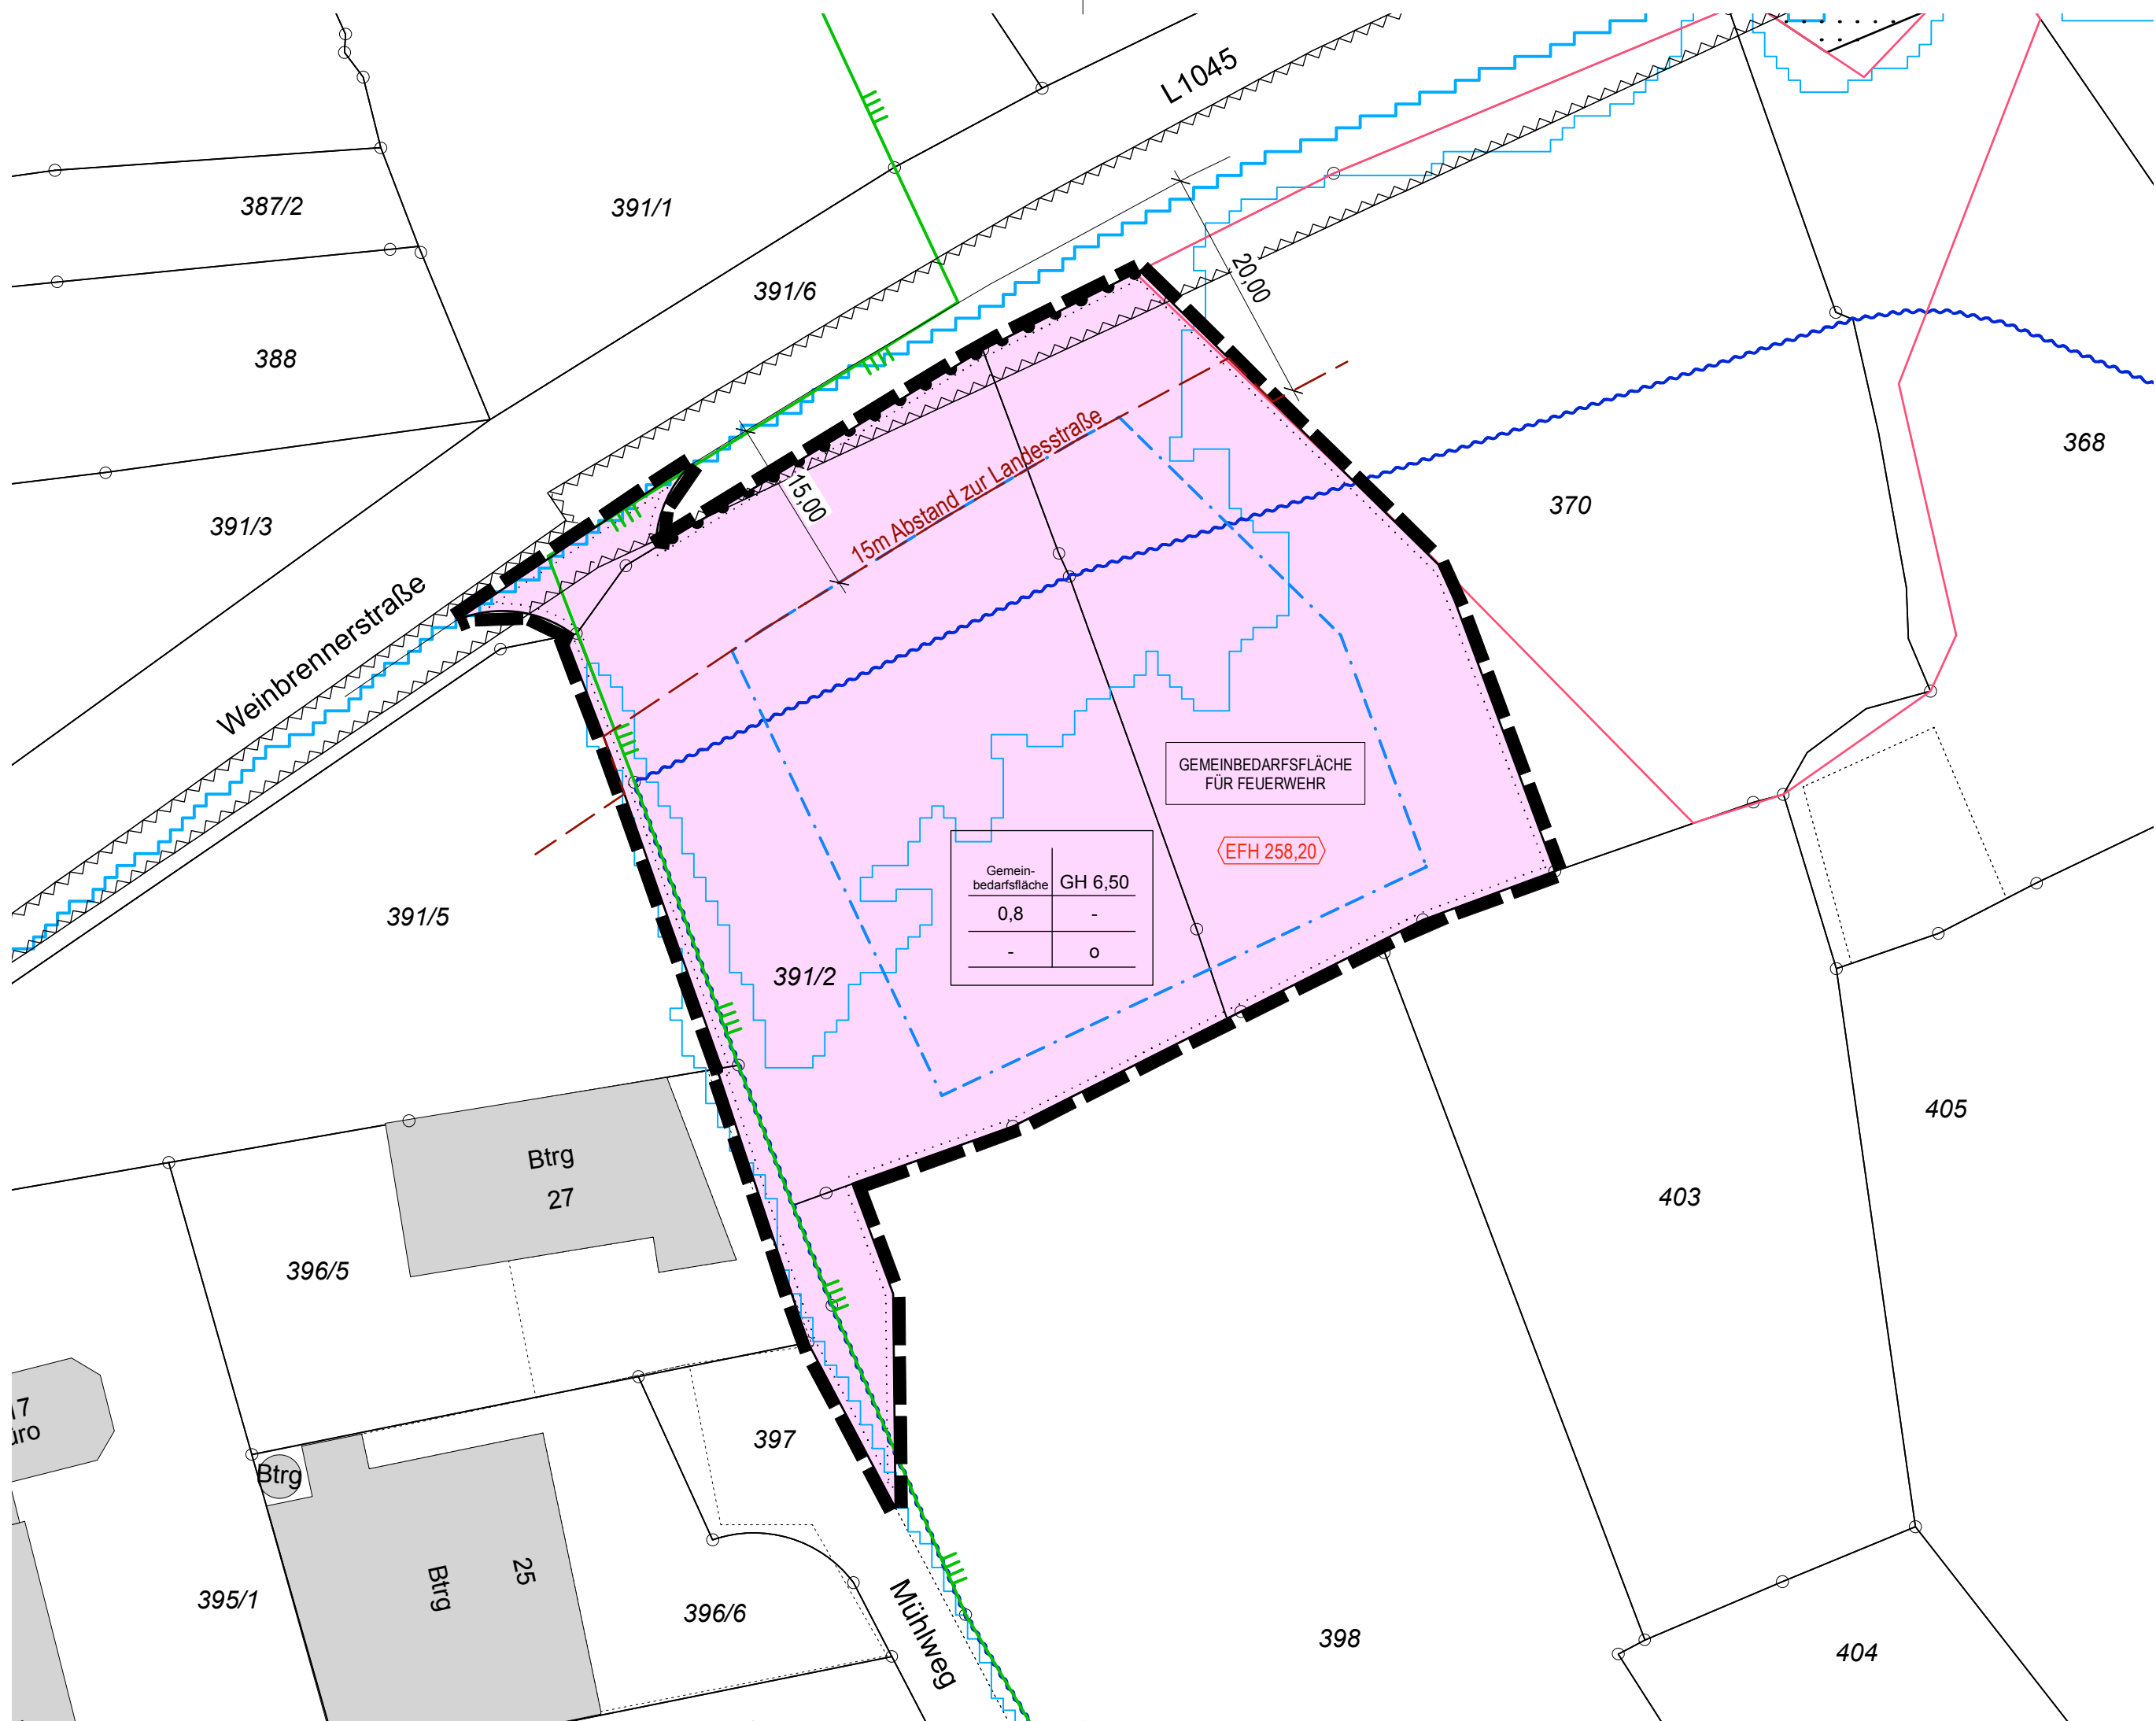 L1045
387/2
391/1
391/6
20,00
388
368
15m Abstand zur Landesstraße
15,00
370
391/3
Weinbrennerstraße
GEMEINBEDARFSFLÄCHE
FÜR FEUERWEHR
EFH 258,20
Gemein-
bedarfsfläche
GH 6,50
0,8
-
-
o
391/5
391/2
405
Btrg
27
403
396/5
17
397
Btrg
Btrg
25
395/1
396/6
Mühlweg
398
404